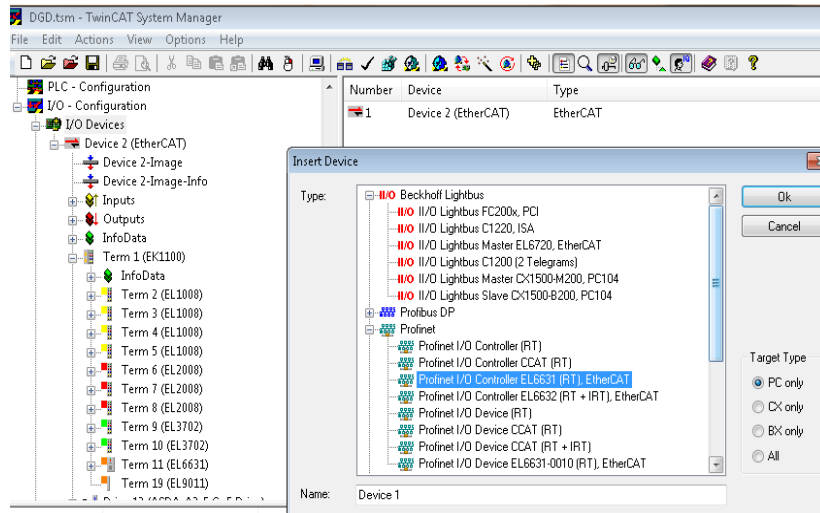 DGD.tsm - TwinCAT System Manager
File Edit Actions View Options Help
PLC - Configuration
I/O - Configuration
I/O Devices
Device 2 (EtherCAT)
Device 2-Image
Device 2-Image-Info
Inputs
Outputs
InfoData
Term 1 (EK1100)
InfoData
Term 2 (EL1008)
Term 3 (EL1008)
Term 4 (EL1008)
Term 5 (EL1008)
Term 6 (EL2008)
Term 7 (EL2008)
Term 8 (EL2008)
Term 9 (EL3702)
Term 10 (EL3702)
Term 11 (EL6631)
Term 19 (EL9011)
Number Device Type
1 Device 2 (EtherCAT) EtherCAT
Insert Device
Type:
II/O Beckhoff Lightbus
II/O II/O Lightbus FC200x, PCI
II/O II/O Lightbus C1220, ISA
II/O II/O Lightbus Master EL6720, EtherCAT
II/O II/O Lightbus C1200 (2 Telegrams)
II/O II/O Lightbus Master CX1500-M200, PC104
II/O II/O Lightbus Slave CX1500-B200, PC104
Profibus DP
Profinet
Profinet I/O Controller (RT)
Profinet I/O Controller CCAT (RT)
Profinet I/O Controller EL6631 (RT), EtherCAT
Profinet I/O Controller EL6632 (RT + IRT), EtherCAT
Profinet I/O Device (RT)
Profinet I/O Device CCAT (RT)
Profinet I/O Device CCAT (RT + IRT)
Profinet I/O Device EL6631-0010 (RT), EtherCAT
Ok
Cancel
Target Type
PC only
CX only
BX only
All
Name: Device 1